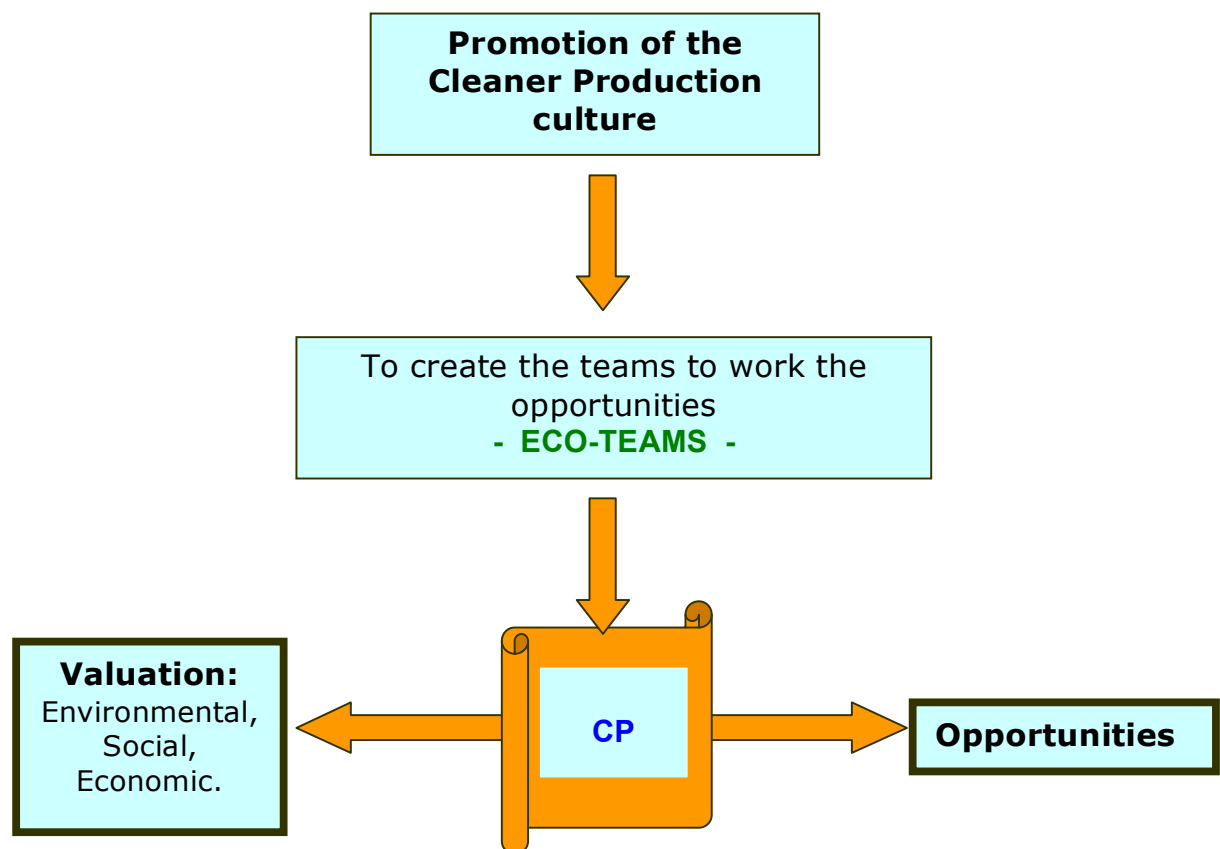 Promotion of the
Cleaner Production
culture
To create the teams to work the
opportunities
- ECO-TEAMS -
Valuation:
Environmental,
Social,
Economic.
CP
Opportunities